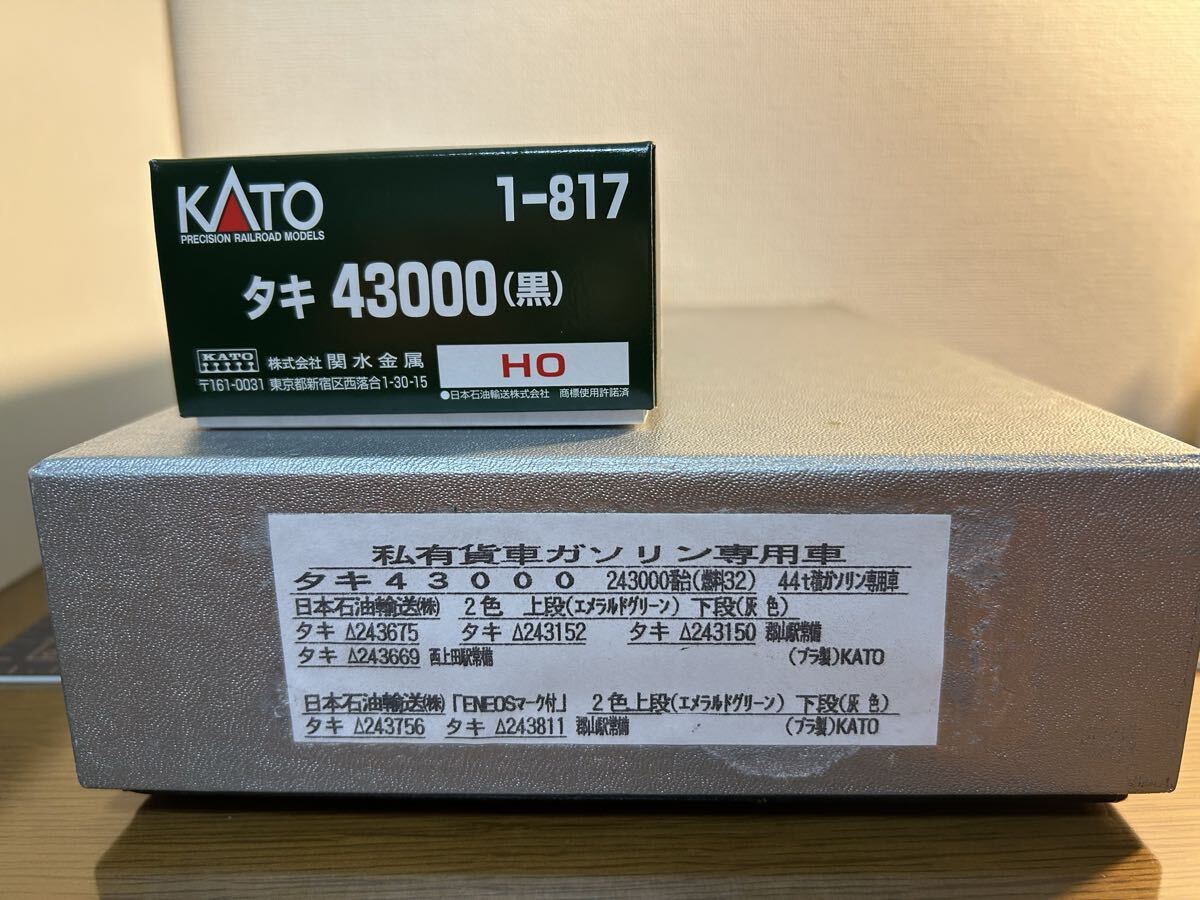 KATO 1-817
PRECISION RAILROAD MODELS
タキ 43000(黒)
KATO 株式会社 関水金属 HO
〒161-0031 東京都新宿区西落合1-30-15
●日本石油輸送株式会社 商標使用許諾済
私有貨車ガソリン専用車
タキ43000 243000番台(燃料32) 44t積ガソリン専用車
日本石油輸送㈱ 2色 上段(エメラルドグリーン) 下段(灰色)
タキ Δ243675 タキ Δ243152 タキ Δ243150 郡山駅常備
タキ Δ243669 西上田駅常備 (プラ製)KATO
日本石油輸送㈱「ENEOSマーク付」 2色上段(エメラルドグリーン) 下段(灰色)
タキ Δ243756 タキ Δ243811 郡山駅常備 (プラ製)KATO